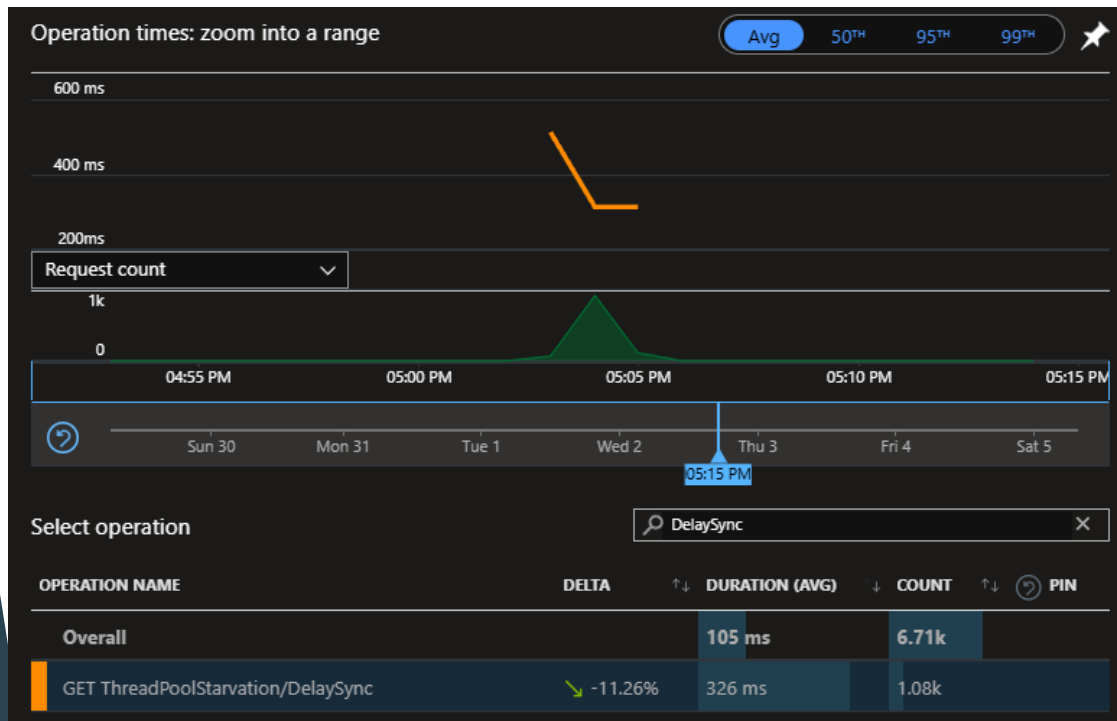 Operation times: zoom into a range
Avg 50TH 95TH 99TH
600 ms
400 ms
200ms
Request count
1k
0
04:55 PM 05:00 PM 05:05 PM 05:10 PM 05:15 PM
Sun 30 Mon 31 Tue 1 Wed 2 Thu 3 Fri 4 Sat 5
05:15 PM
Select operation DelaySync
OPERATION NAME DELTA DURATION (AVG) COUNT PIN
Overall 105 ms 6.71k
GET ThreadPoolStarvation/DelaySync -11.26% 326 ms 1.08k